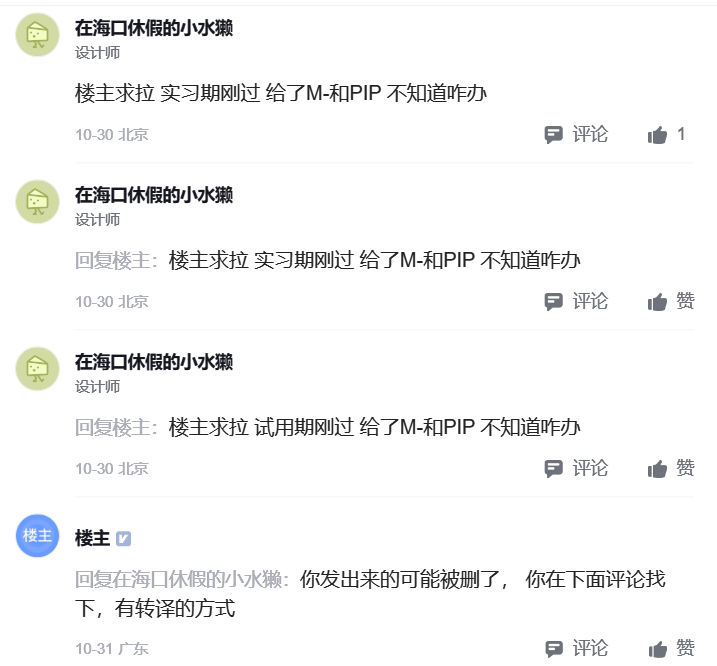 在海口休假的小水獭
设计师
楼主求拉 实习期刚过 给了M-和PIP 不知道咋办
10-30 北京 评论 1
在海口休假的小水獭
设计师
回复楼主：楼主求拉 实习期刚过 给了M-和PIP 不知道咋办
10-30 北京 评论 赞
在海口休假的小水獭
设计师
回复楼主：楼主求拉 试用期刚过 给了M-和PIP 不知道咋办
10-30 北京 评论 赞
楼主 楼主 V
回复在海口休假的小水獭：你发出来的可能被删了， 你在下面评论找
下，有转译的方式
10-31 广东 评论 赞